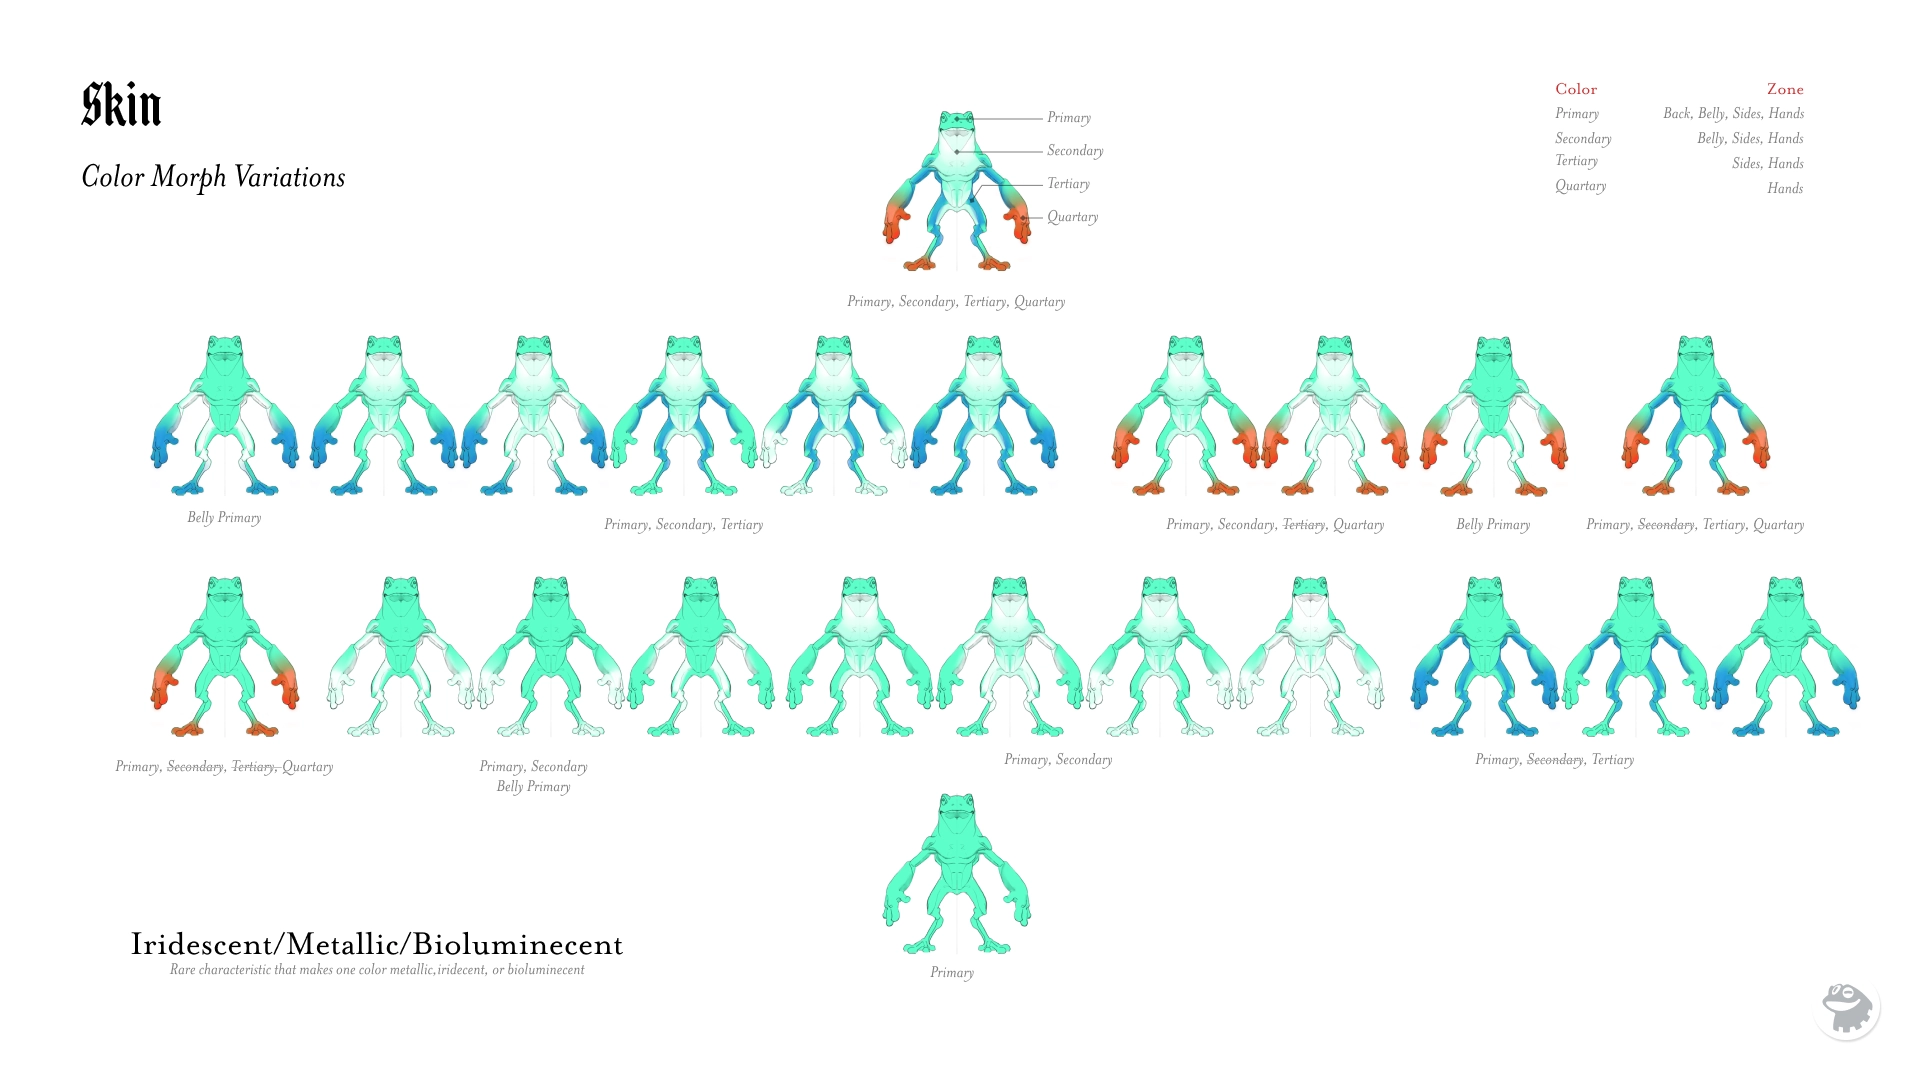 Skin
Color Morph Variations
Primary
Secondary
Tertiary
Quartary
Primary, Secondary, Tertiary, Quartary
Color Zone
Primary Back, Belly, Sides, Hands
Secondary Belly, Sides, Hands
Tertiary Sides, Hands
Quartary Hands
Belly Primary
Primary, Secondary, Tertiary
Primary, Secondary, Tertiary, Quartary
Belly Primary
Primary, Secondary, Tertiary, Quartary
Primary, Secondary, Tertiary, Quartary
Primary, Secondary
Belly Primary
Primary, Secondary
Primary, Secondary, Tertiary
Primary
Iridescent/Metallic/Bioluminecent
Rare characteristic that makes one color metallic,iridecent, or bioluminecent